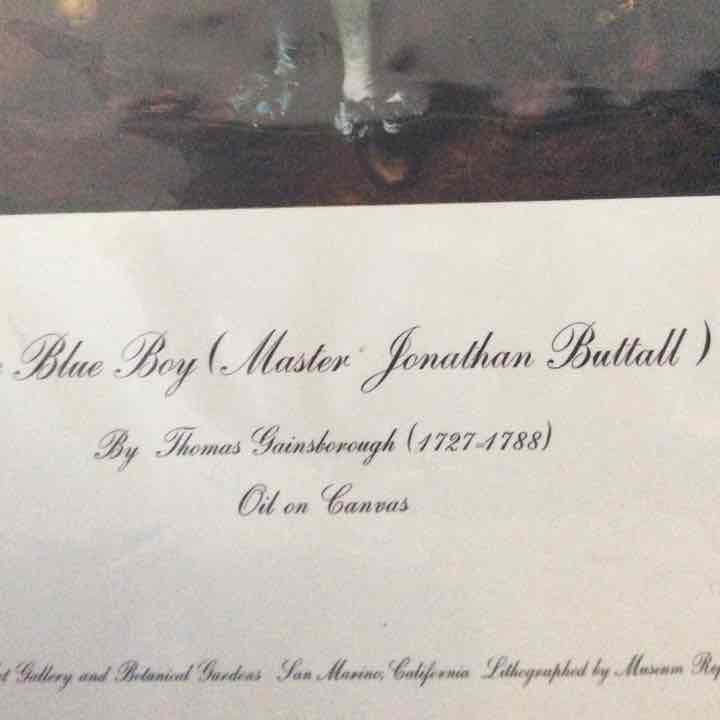 Blue Boy (Master Jonathan Buttall)
By Thomas Gainsborough (1727-1788)
Oil on Canvas
Gallery and Botanical Gardens San Marino, California Lithographed by Museum